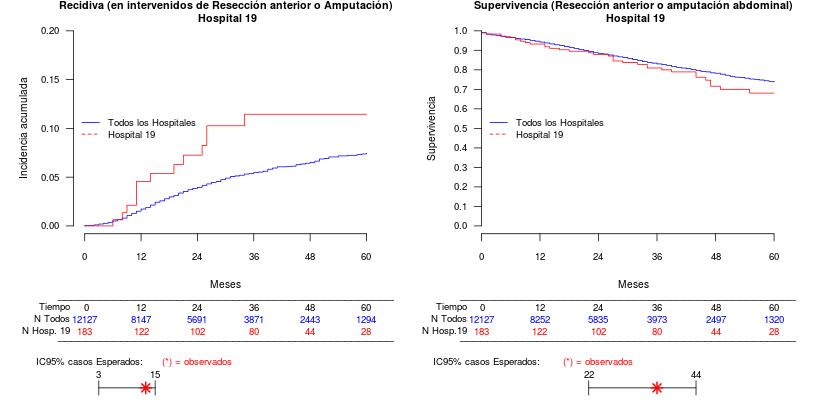 Recidiva (en intervenidos de Resección anterior o Amputación)
Hospital 19
0.20
0.15
0.10
0.05
0.00
Incidencia acumulada
Todos los Hospitales
Hospital 19
0 12 24 36 48 60
Meses
Tiempo 0 12 24 36 48 60
N Todos 12127 8147 5691 3871 2443 1294
N Hosp. 19 183 122 102 80 44 28
IC95% casos Esperados: (*) = observados
3 15
Supervivencia (Resección anterior o amputación abdominal)
Hospital 19
1.0
0.9
0.8
0.7
0.6
0.5
0.4
0.3
0.2
0.1
0.0
Supervivencia
Todos los Hospitales
Hospital 19
0 12 24 36 48 60
Meses
Tiempo 0 12 24 36 48 60
N Todos 12127 8252 5835 3973 2497 1320
N Hosp.19 183 122 102 80 44 28
IC95% casos Esperados: (*) = observados
22 44